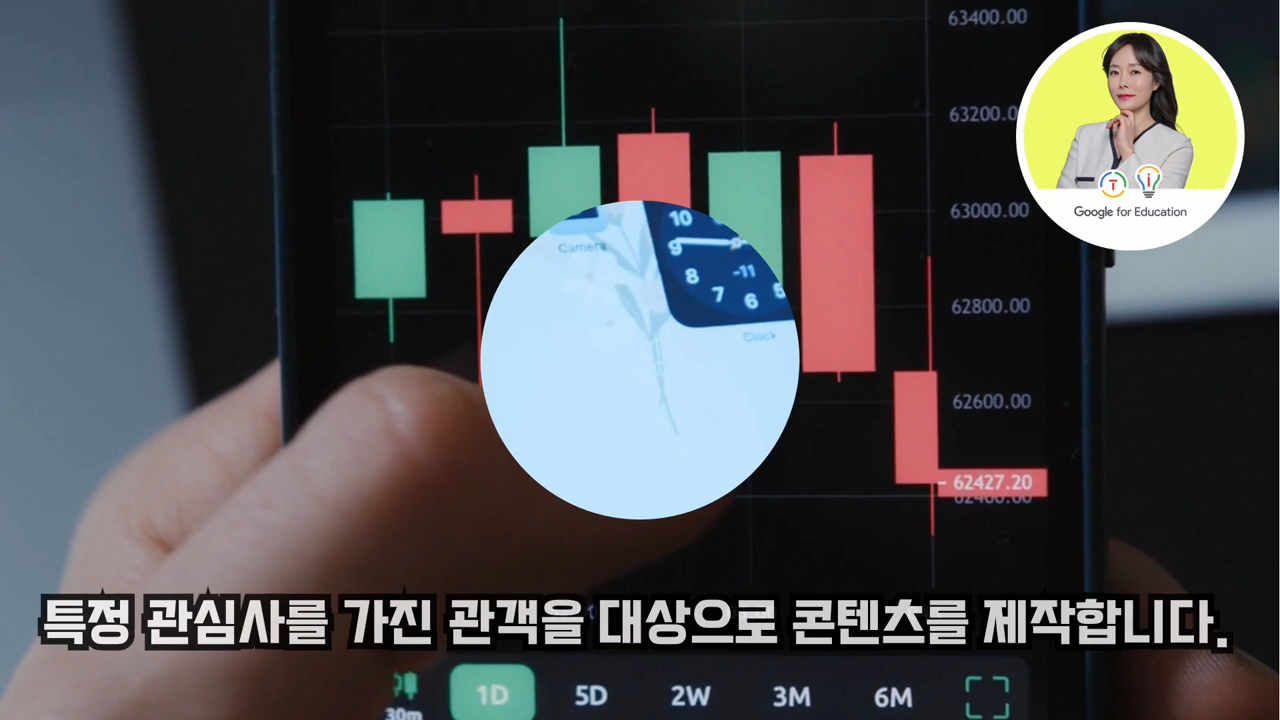 63400.00
63200.00
63000.00
62800.00
62600.00
62427.20
62400.00
T i
Google for Education
Camera
10
9
8
-11
7
6
5
Clock
특정 관심사를 가진 관객을 대상으로 콘텐츠를 제작합니다.
30m
1D 5D 2W 3M 6M